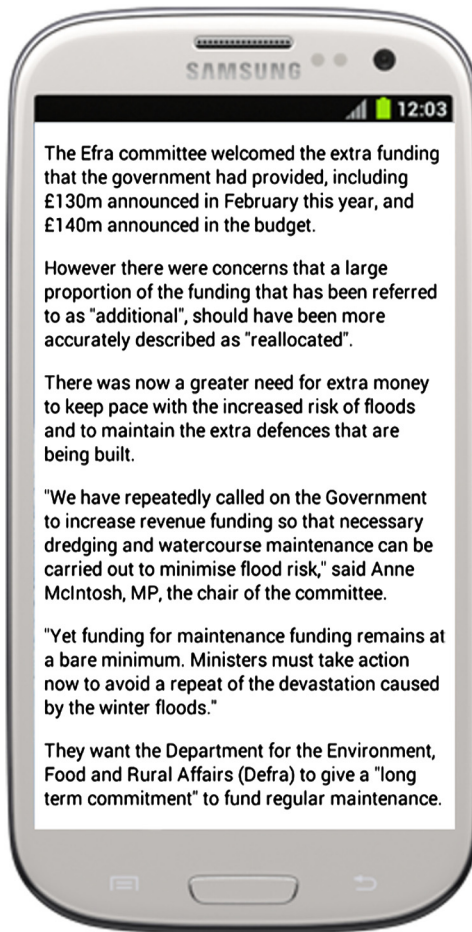 SAMSUNG
12:03
The Efra committee welcomed the extra funding
that the government had provided, including
£130m announced in February this year, and
£140m announced in the budget.
However there were concerns that a large
proportion of the funding that has been referred
to as "additional", should have been more
accurately described as "reallocated".
There was now a greater need for extra money
to keep pace with the increased risk of floods
and to maintain the extra defences that are
being built.
"We have repeatedly called on the Government
to increase revenue funding so that necessary
dredging and watercourse maintenance can be
carried out to minimise flood risk," said Anne
McIntosh, MP, the chair of the committee.
"Yet funding for maintenance funding remains at
a bare minimum. Ministers must take action
now to avoid a repeat of the devastation caused
by the winter floods."
They want the Department for the Environment,
Food and Rural Affairs (Defra) to give a "long
term commitment" to fund regular maintenance.